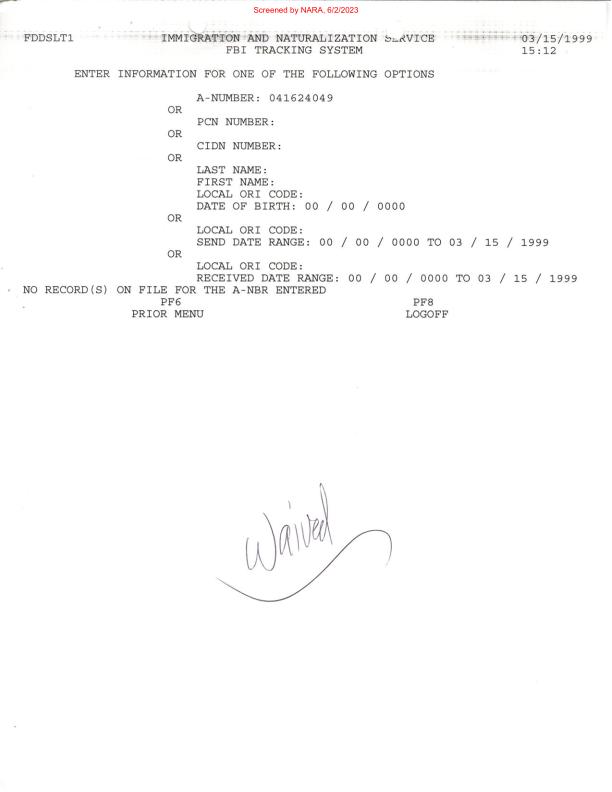 Screened by NARA, 6/2/2023
FDDSLT1 IMMIGRATION AND NATURALIZATION SERVICE 03/15/1999
FBI TRACKING SYSTEM 15:12
ENTER INFORMATION FOR ONE OF THE FOLLOWING OPTIONS
A-NUMBER: 041624049
OR
PCN NUMBER:
OR
CIDN NUMBER:
OR
LAST NAME:
FIRST NAME:
LOCAL ORI CODE:
DATE OF BIRTH: 00 / 00 / 0000
OR
LOCAL ORI CODE:
SEND DATE RANGE: 00 / 00 / 0000 TO 03 / 15 / 1999
OR
LOCAL ORI CODE:
RECEIVED DATE RANGE: 00 / 00 / 0000 TO 03 / 15 / 1999
NO RECORD(S) ON FILE FOR THE A-NBR ENTERED
PF6 PF8
PRIOR MENU LOGOFF
Waived